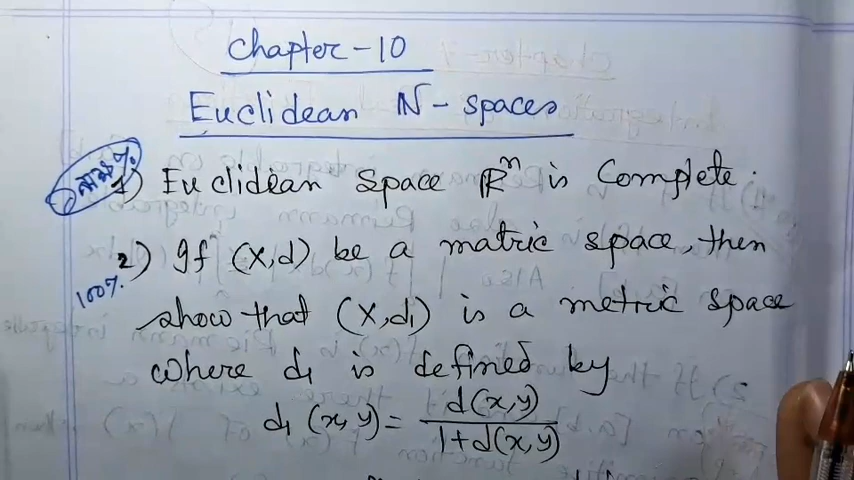 Chapter-10
Euclidean N-spaces
1) Euclidian space ℝⁿ is Complete.
2) If (X,d) be a matric space, then
100%.
show that (X,d₁) is a metric space
where d₁ is defined by
d₁ (x,y) = d(x,y) / 1+d(x,y)